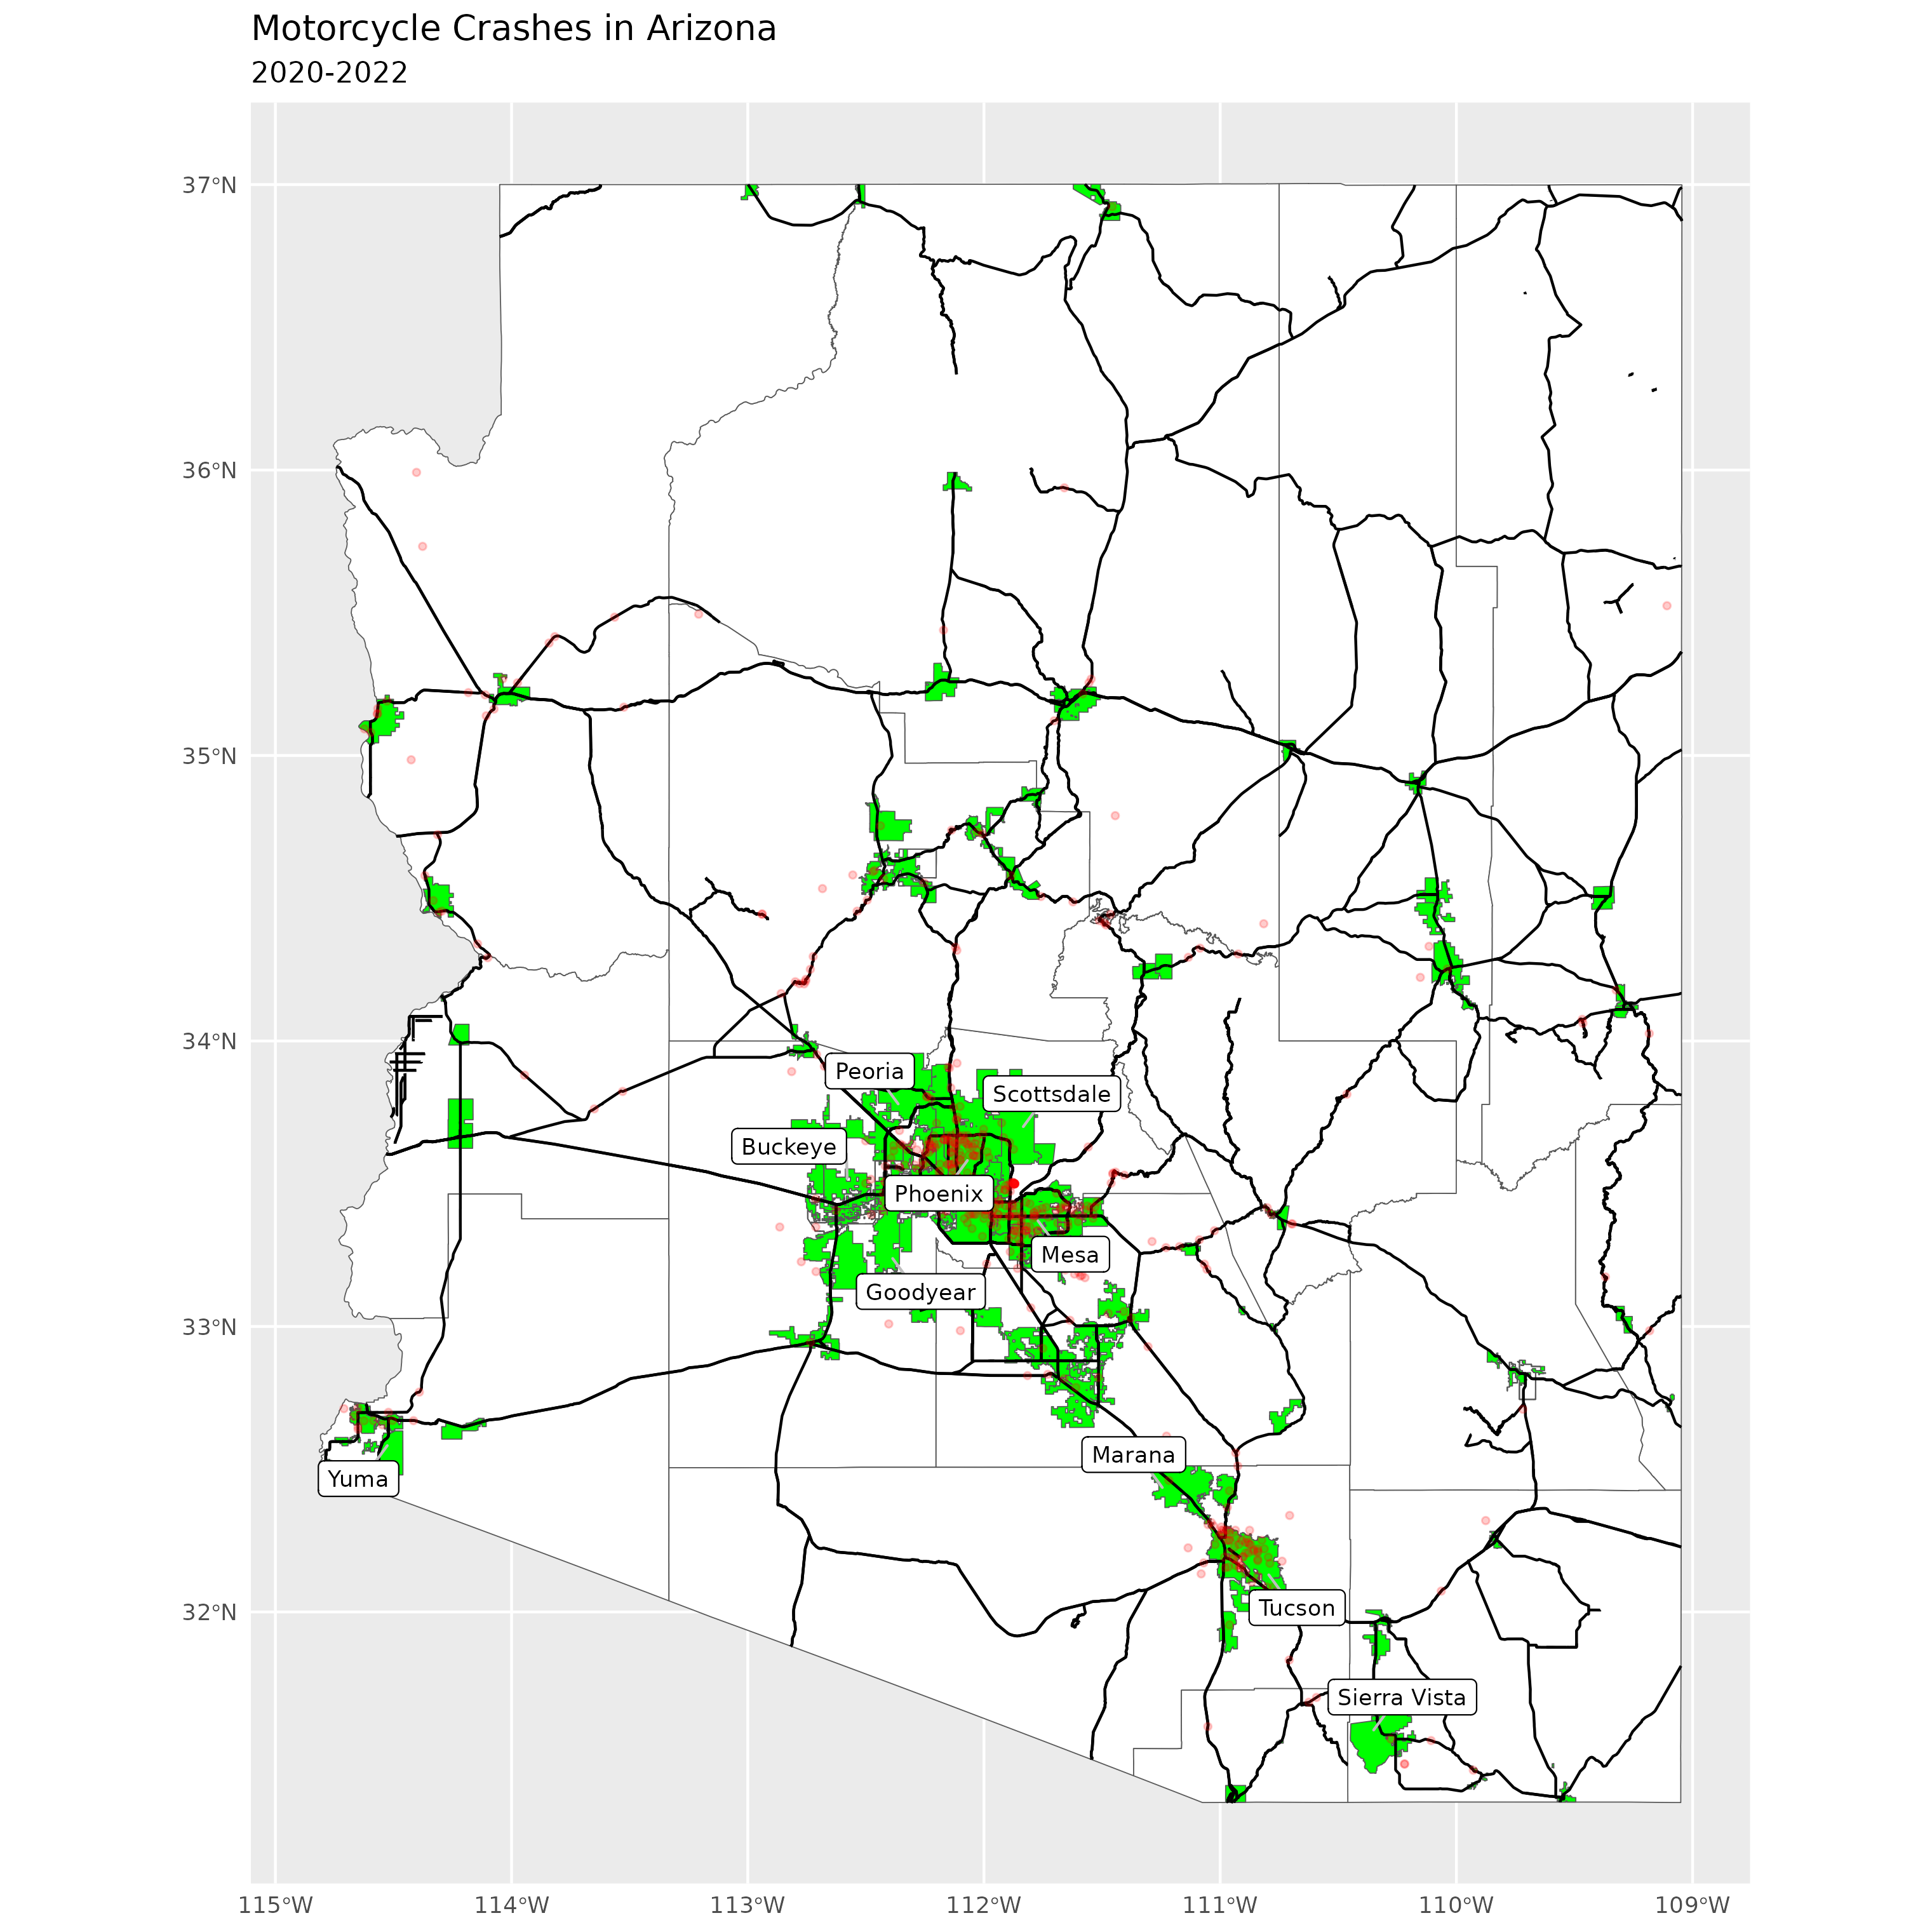 Motorcycle Crashes in Arizona
2020-2022
37°N
36°N
35°N
34°N
33°N
32°N
Peoria
Scottsdale
Buckeye
Phoenix
Mesa
Goodyear
Marana
Yuma
Tucson
Sierra Vista
115°W
114°W
113°W
112°W
111°W
110°W
109°W